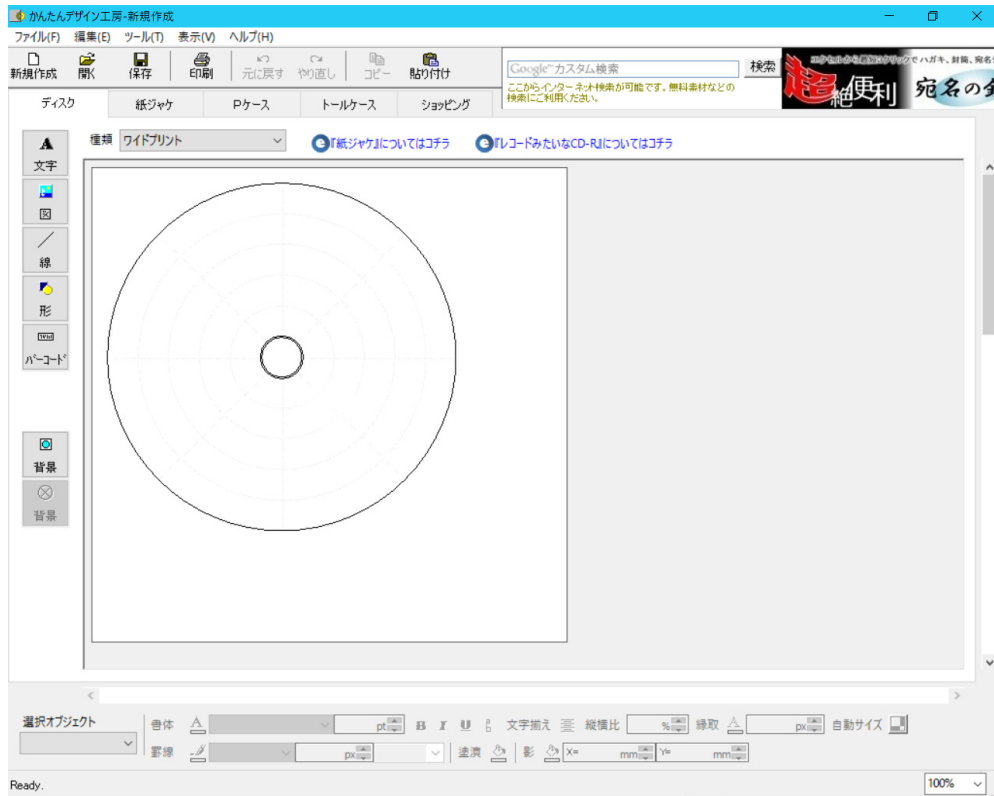 かんたんデザイン工房-新規作成
ファイル(F) 編集(E) ツール(T) 表示(V) ヘルプ(H)
新規作成 開く 保存 印刷 元に戻す やり直し コピー 貼り付け
Google™カスタム検索 検索
ここからインターネット検索が可能です。無料素材などの
検索にご利用ください。
超絶便利
ディスク 紙ジャケ Pケース トールケース ショッピング
種類 ワイドプリント 『紙ジャケ』についてはコチラ 『レコードみたいなCD-R』についてはコチラ
A
文字
図
線
形
バーコード
背景
背景
選択オブジェクト
書体 A pt B I U 文字揃え 縦横比 % 縁取 A px 自動サイズ
罫線 px 塗潰 影 X= mm Y= mm
Ready.
100%